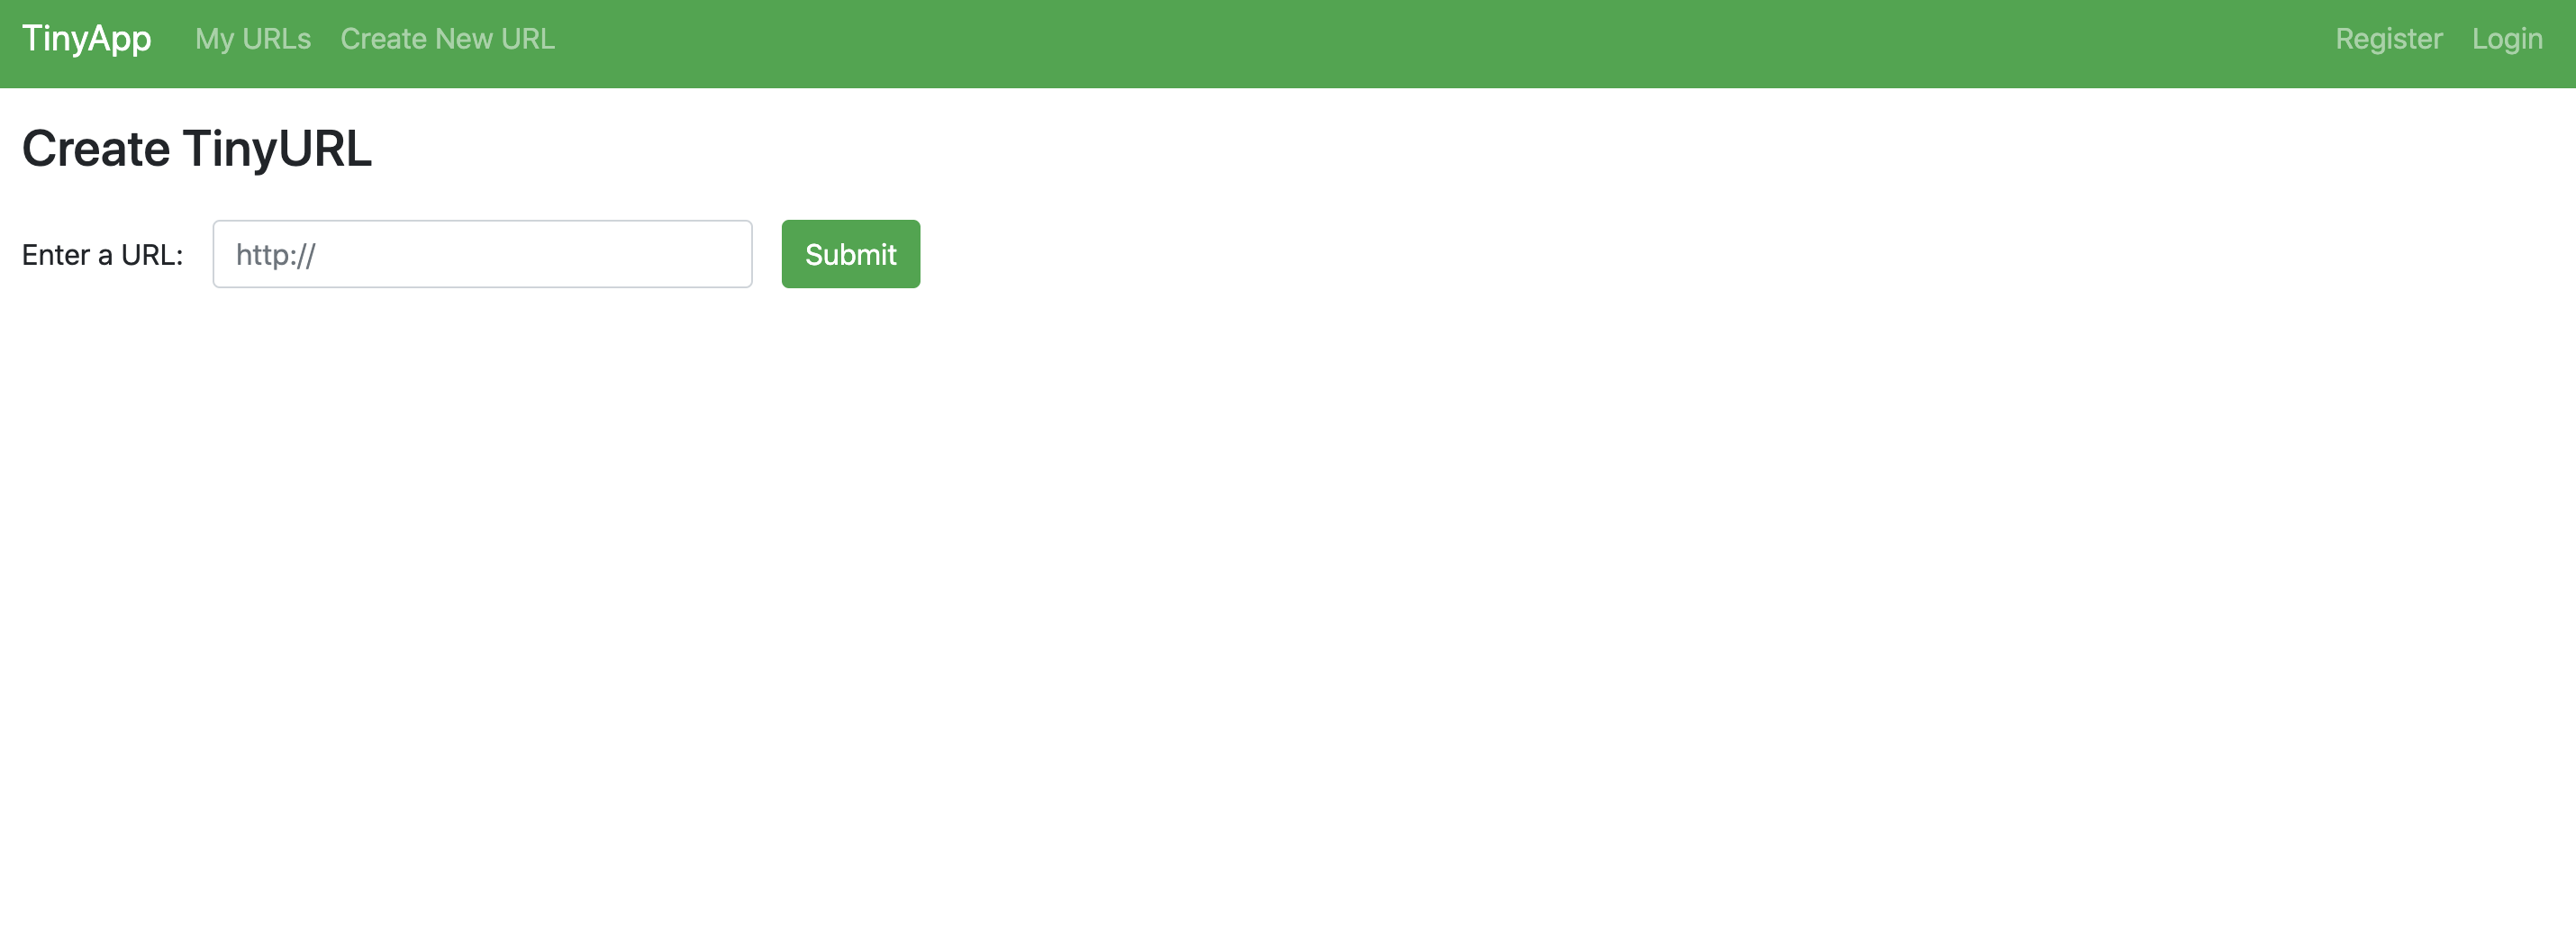 TinyApp My URLs Create New URL Register Login
Create TinyURL
Enter a URL: http:// Submit